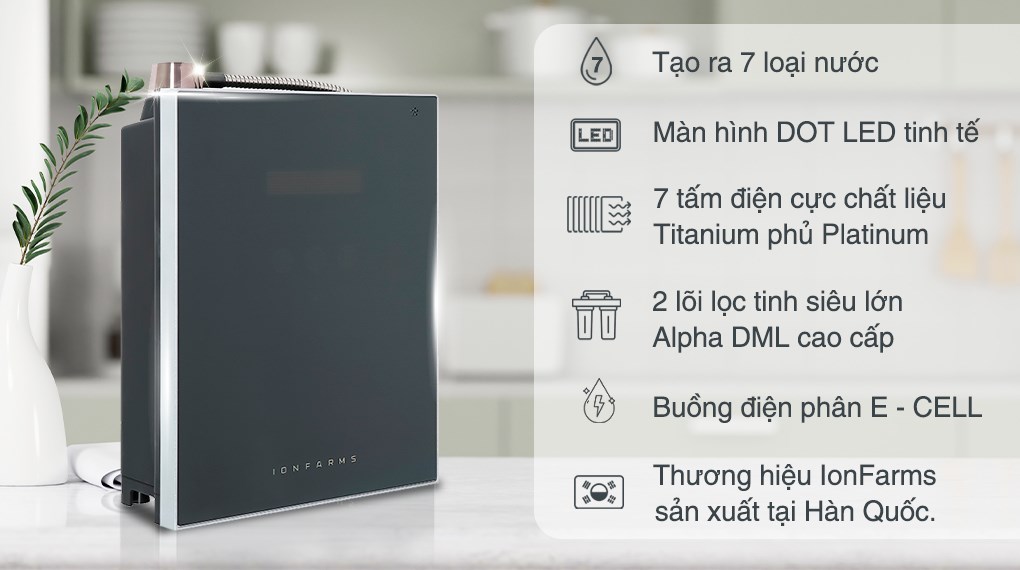 IONFARMS
7
Tạo ra 7 loại nước
LED
Màn hình DOT LED tinh tế
7 tấm điện cực chất liệu
Titanium phủ Platinum
2 lõi lọc tinh siêu lớn
Alpha DML cao cấp
Buồng điện phân E - CELL
Thương hiệu IonFarms
sản xuất tại Hàn Quốc.